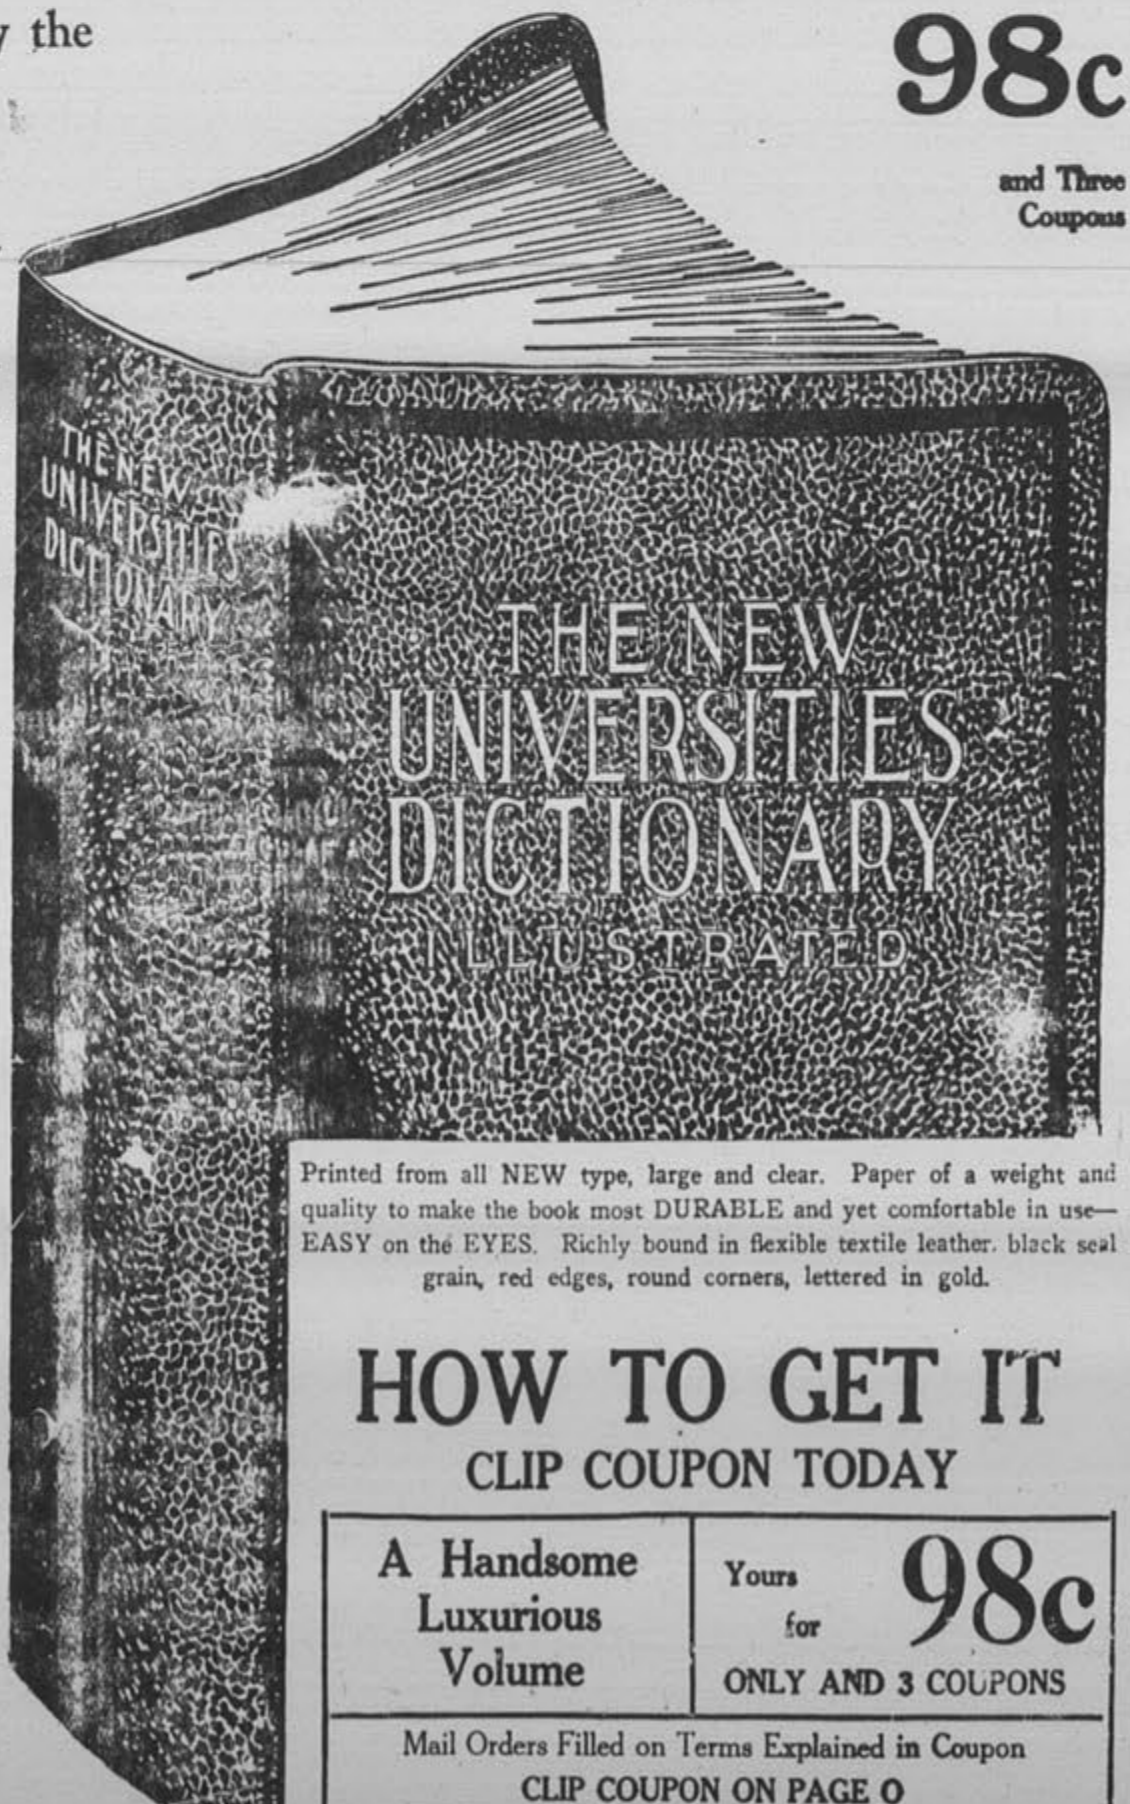 y the
98c
and Three
Coupons
THE NEW
UNIVERSITIES
DICTIONARY
THE NEW
UNIVERSITIES
DICTIONARY
ILLUSTRATED
Printed from all NEW type, large and clear. Paper of a weight and
quality to make the book most DURABLE and yet comfortable in use—
EASY on the EYES. Richly bound in flexible textile leather. black seal
grain, red edges, round corners, lettered in gold.
HOW TO GET IT
CLIP COUPON TODAY
A Handsome
Luxurious
Volume
Yours
for
98c
ONLY AND 3 COUPONS
Mail Orders Filled on Terms Explained in Coupon
CLIP COUPON ON PAGE O